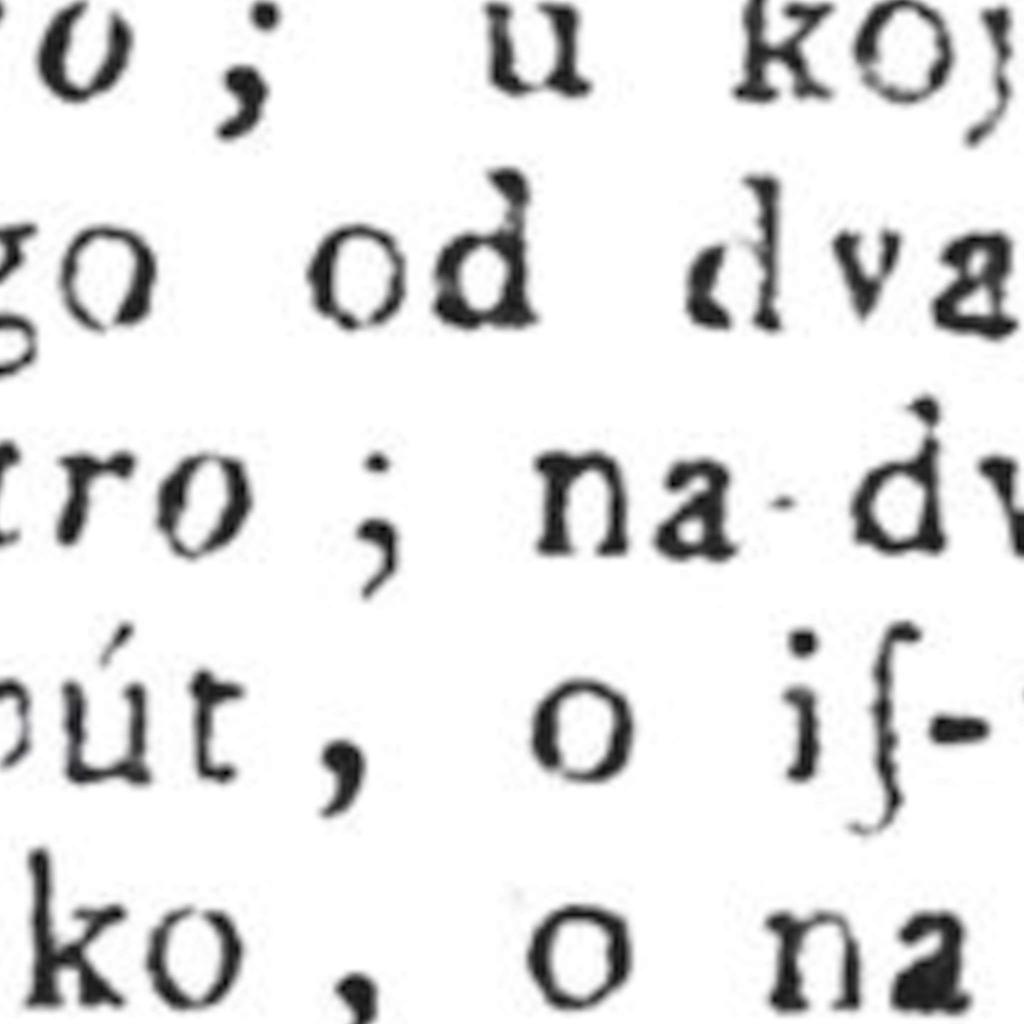 o ; u koj
go od dva
tro ; na-dv
pút , o iſ-
ko , o na